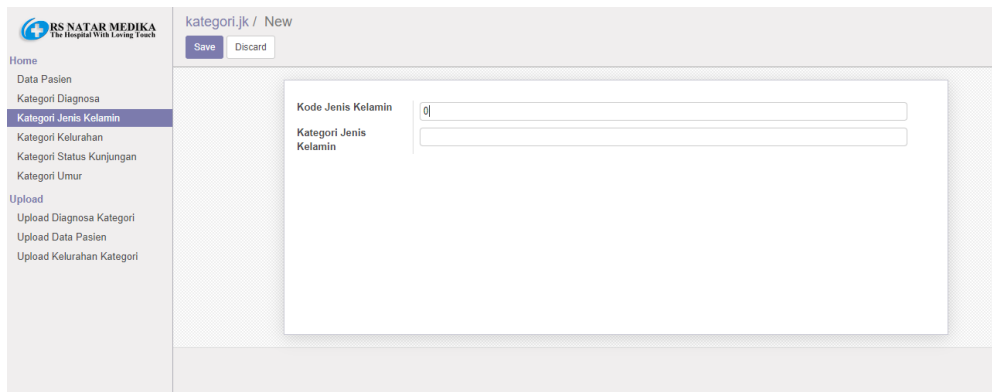 RS NATAR MEDIKA
The Hospital With Loving Touch
kategori.jk / New
Save Discard
Home
Data Pasien
Kategori Diagnosa
Kategori Jenis Kelamin
Kategori Kelurahan
Kategori Status Kunjungan
Kategori Umur
Upload
Upload Diagnosa Kategori
Upload Data Pasien
Upload Kelurahan Kategori
Kode Jenis Kelamin 0
Kategori Jenis
Kelamin